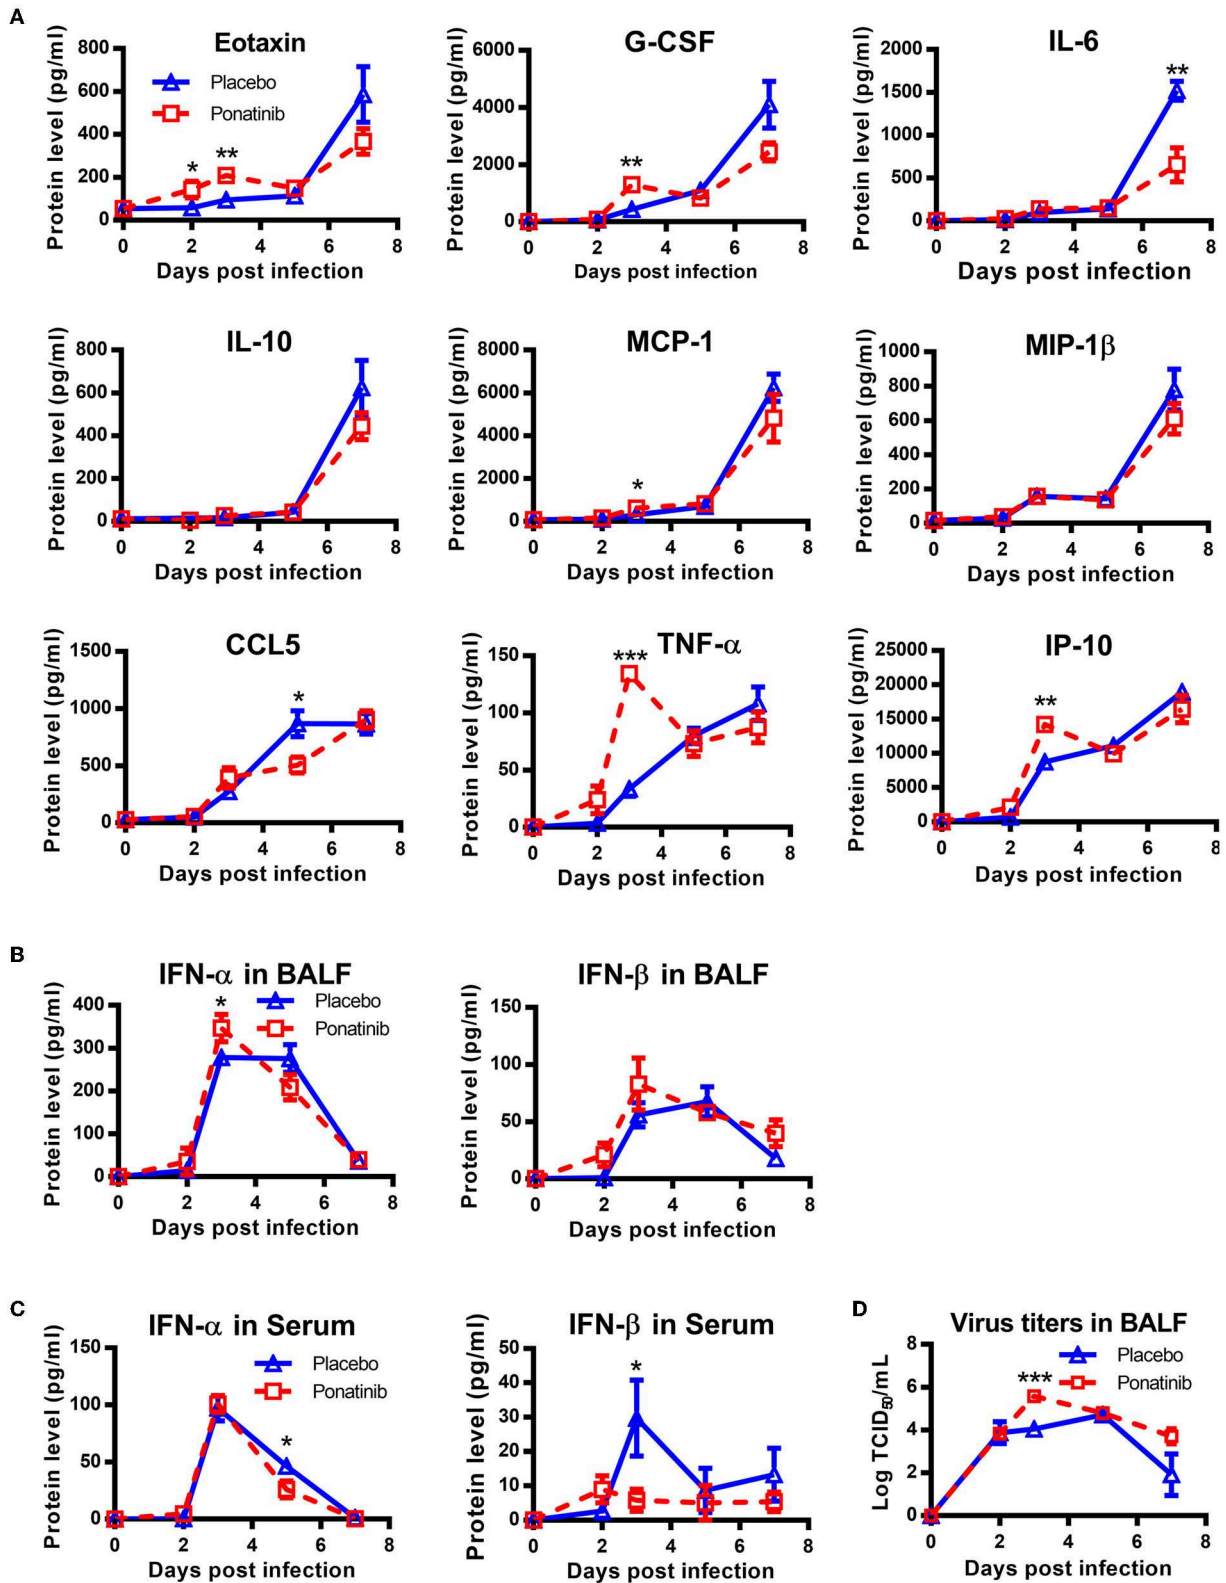 A
Eotaxin
Protein level (pg/ml)
800
600
400
200
0
Placebo
Ponatinib
*
**
0 2 4 6 8
Days post infection
G-CSF
Protein level (pg/ml)
6000
4000
2000
0
**
0 2 4 6 8
Days post infection
IL-6
Protein level (pg/ml)
2000
1500
1000
500
0
**
0 2 4 6 8
Days post infection
IL-10
Protein level (pg/ml)
800
600
400
200
0
0 2 4 6 8
Days post infection
MCP-1
Protein level (pg/ml)
8000
6000
4000
2000
0
*
0 2 4 6 8
Days post infection
MIP-1β
Protein level (pg/ml)
1000
800
600
400
200
0
0 2 4 6 8
Days post infection
CCL5
Protein level (pg/ml)
1500
1000
500
0
*
0 2 4 6 8
Days post infection
TNF-α
Protein level (pg/ml)
150
100
50
0
***
0 2 4 6 8
Days post infection
IP-10
Protein level (pg/ml)
25000
20000
15000
10000
5000
0
**
0 2 4 6 8
Days post infection
B
IFN-α in BALF
Protein level (pg/ml)
400
300
200
100
0
*
Placebo
Ponatinib
0 2 4 6 8
Days post infection
IFN-β in BALF
Protein level (pg/ml)
150
100
50
0
0 2 4 6 8
Days post infection
C
IFN-α in Serum
Protein level (pg/ml)
150
100
50
0
Placebo
Ponatinib
*
0 2 4 6 8
Days post infection
IFN-β in Serum
Protein level (pg/ml)
50
40
30
20
10
0
*
0 2 4 6 8
Days post infection
D
Virus titers in BALF
Log TCID₅₀/mL
8
6
4
2
0
Placebo
Ponatinib
***
0 2 4 6 8
Days post infection